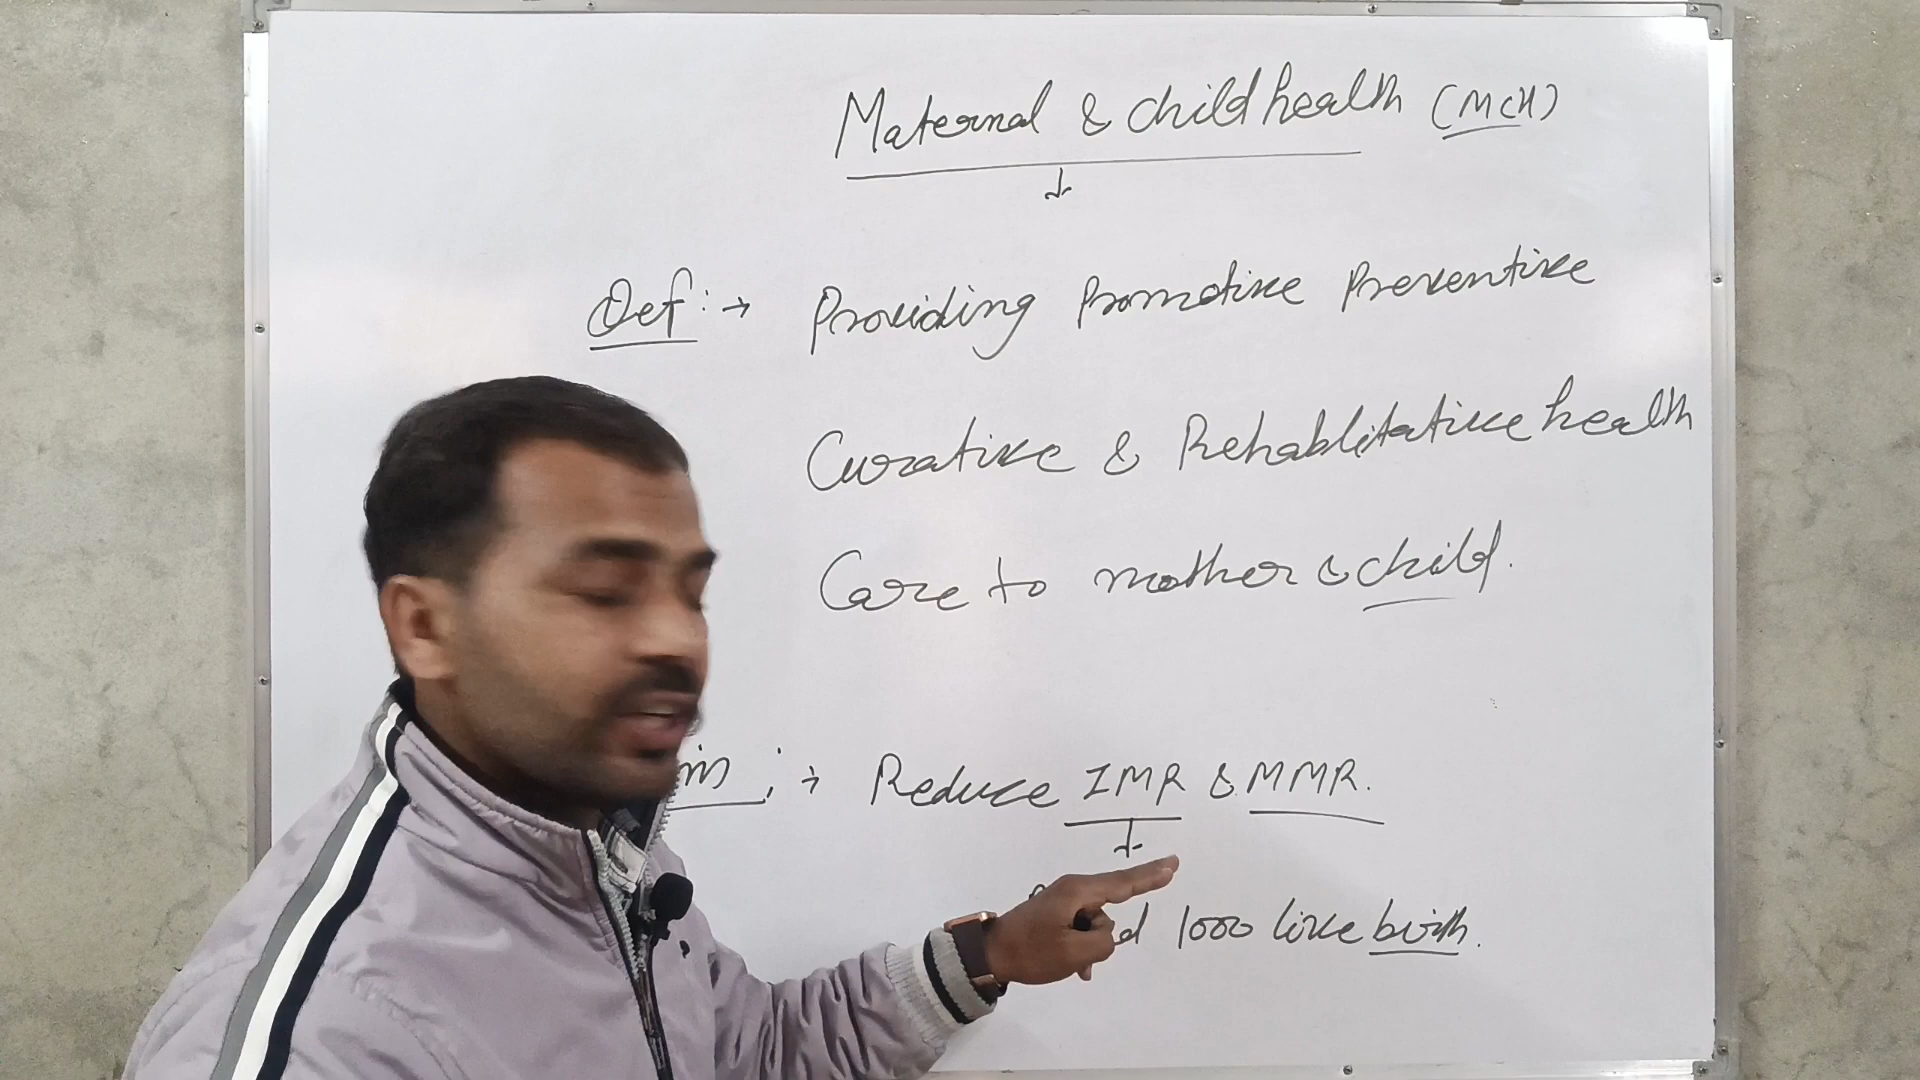 Maternal & child health (MCH)
Def:→ Providing Promotive Preventive
Curative & Rehablitative health
Care to mother & child.
Reduce IMR & MMR.
1000 live birth.